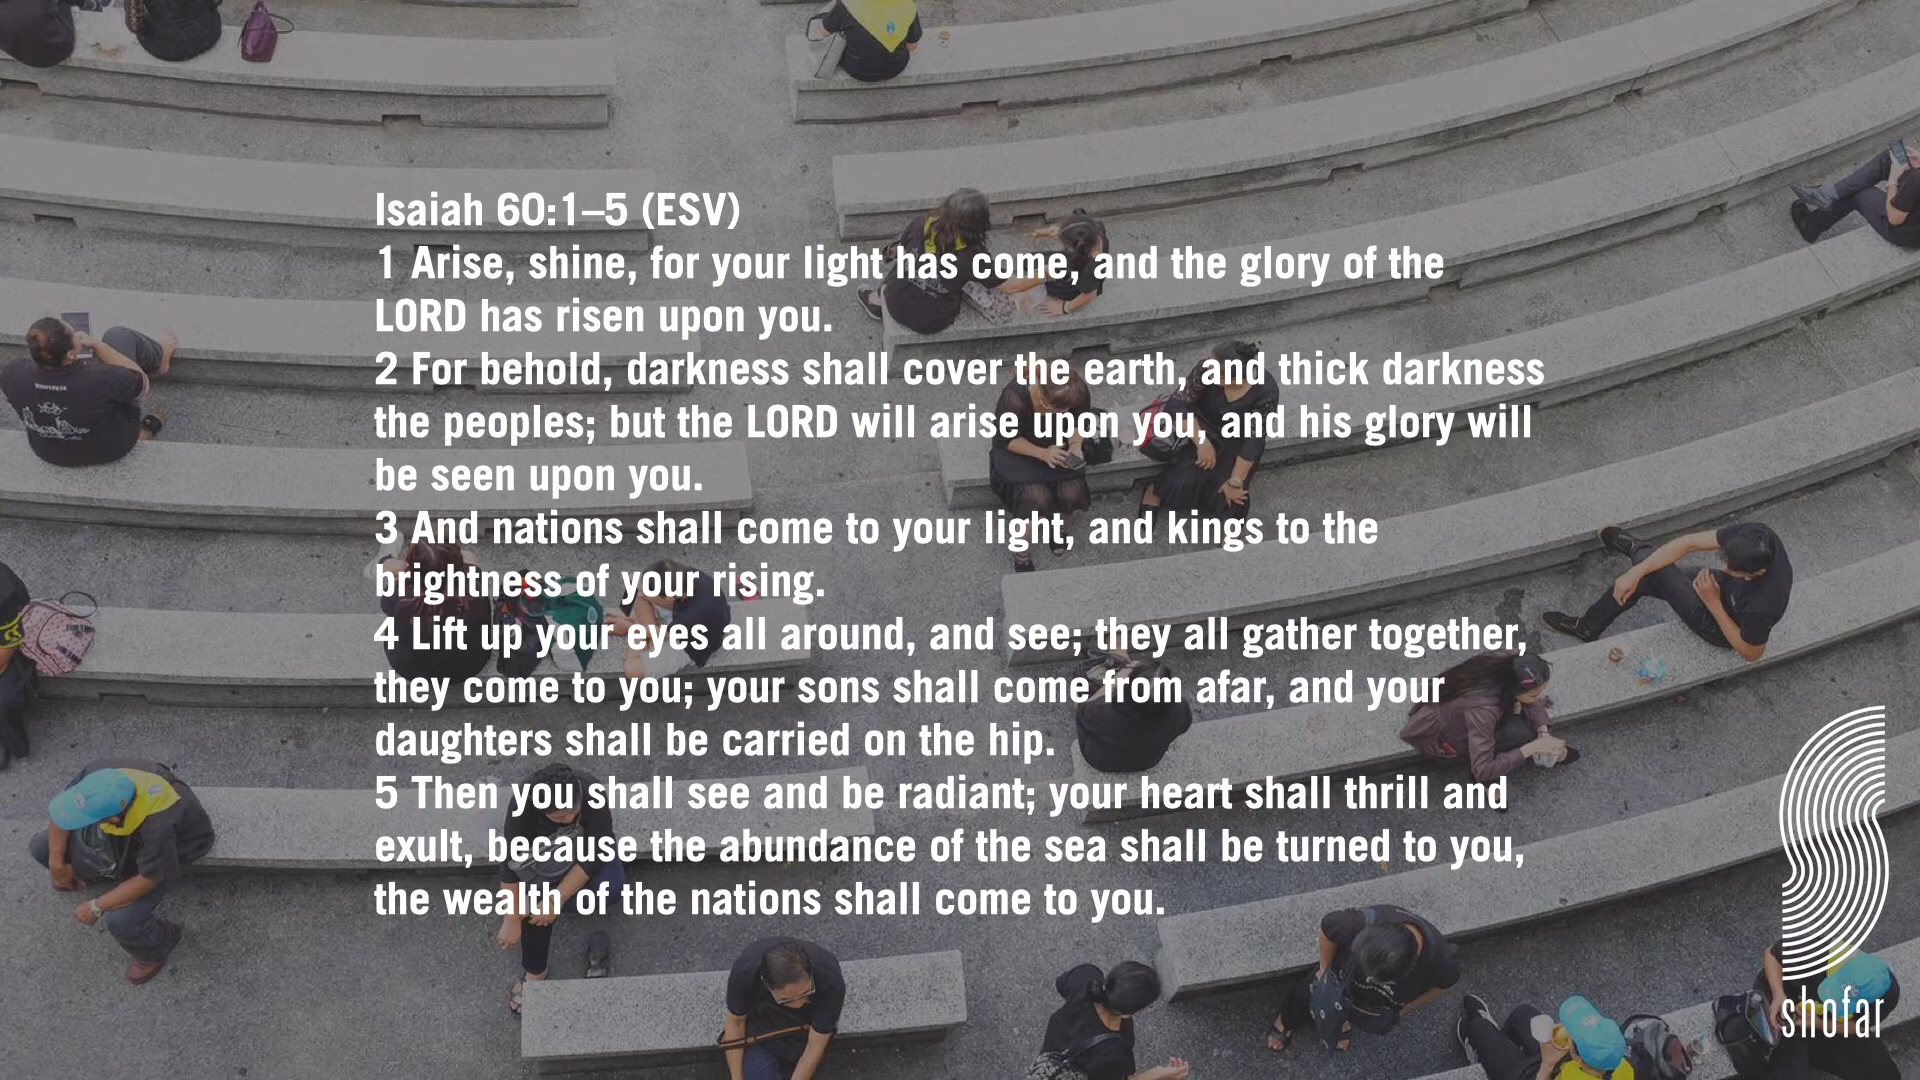 Isaiah 60:1–5 (ESV)
1 Arise, shine, for your light has come, and the glory of the
LORD has risen upon you.
2 For behold, darkness shall cover the earth, and thick darkness
the peoples; but the LORD will arise upon you, and his glory will
be seen upon you.
3 And nations shall come to your light, and kings to the
brightness of your rising.
4 Lift up your eyes all around, and see; they all gather together,
they come to you; your sons shall come from afar, and your
daughters shall be carried on the hip.
5 Then you shall see and be radiant; your heart shall thrill and
exult, because the abundance of the sea shall be turned to you,
the wealth of the nations shall come to you.
shofar